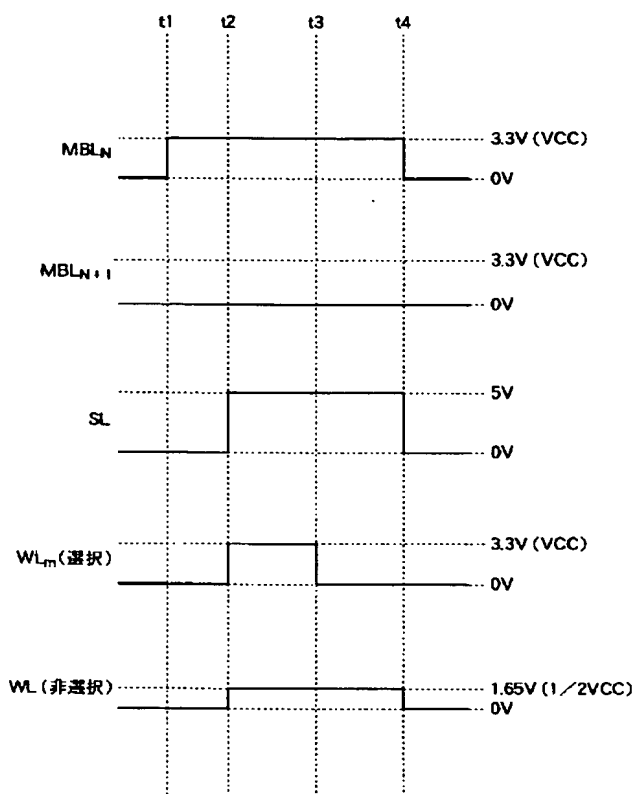 t1 t2 t3 t4
MBLN
3.3V (VCC)
0V
MBLN+1
3.3V (VCC)
0V
SL
5V
0V
WLm(選択)
3.3V (VCC)
0V
WL (非選択)
1.65V (1／2VCC)
0V